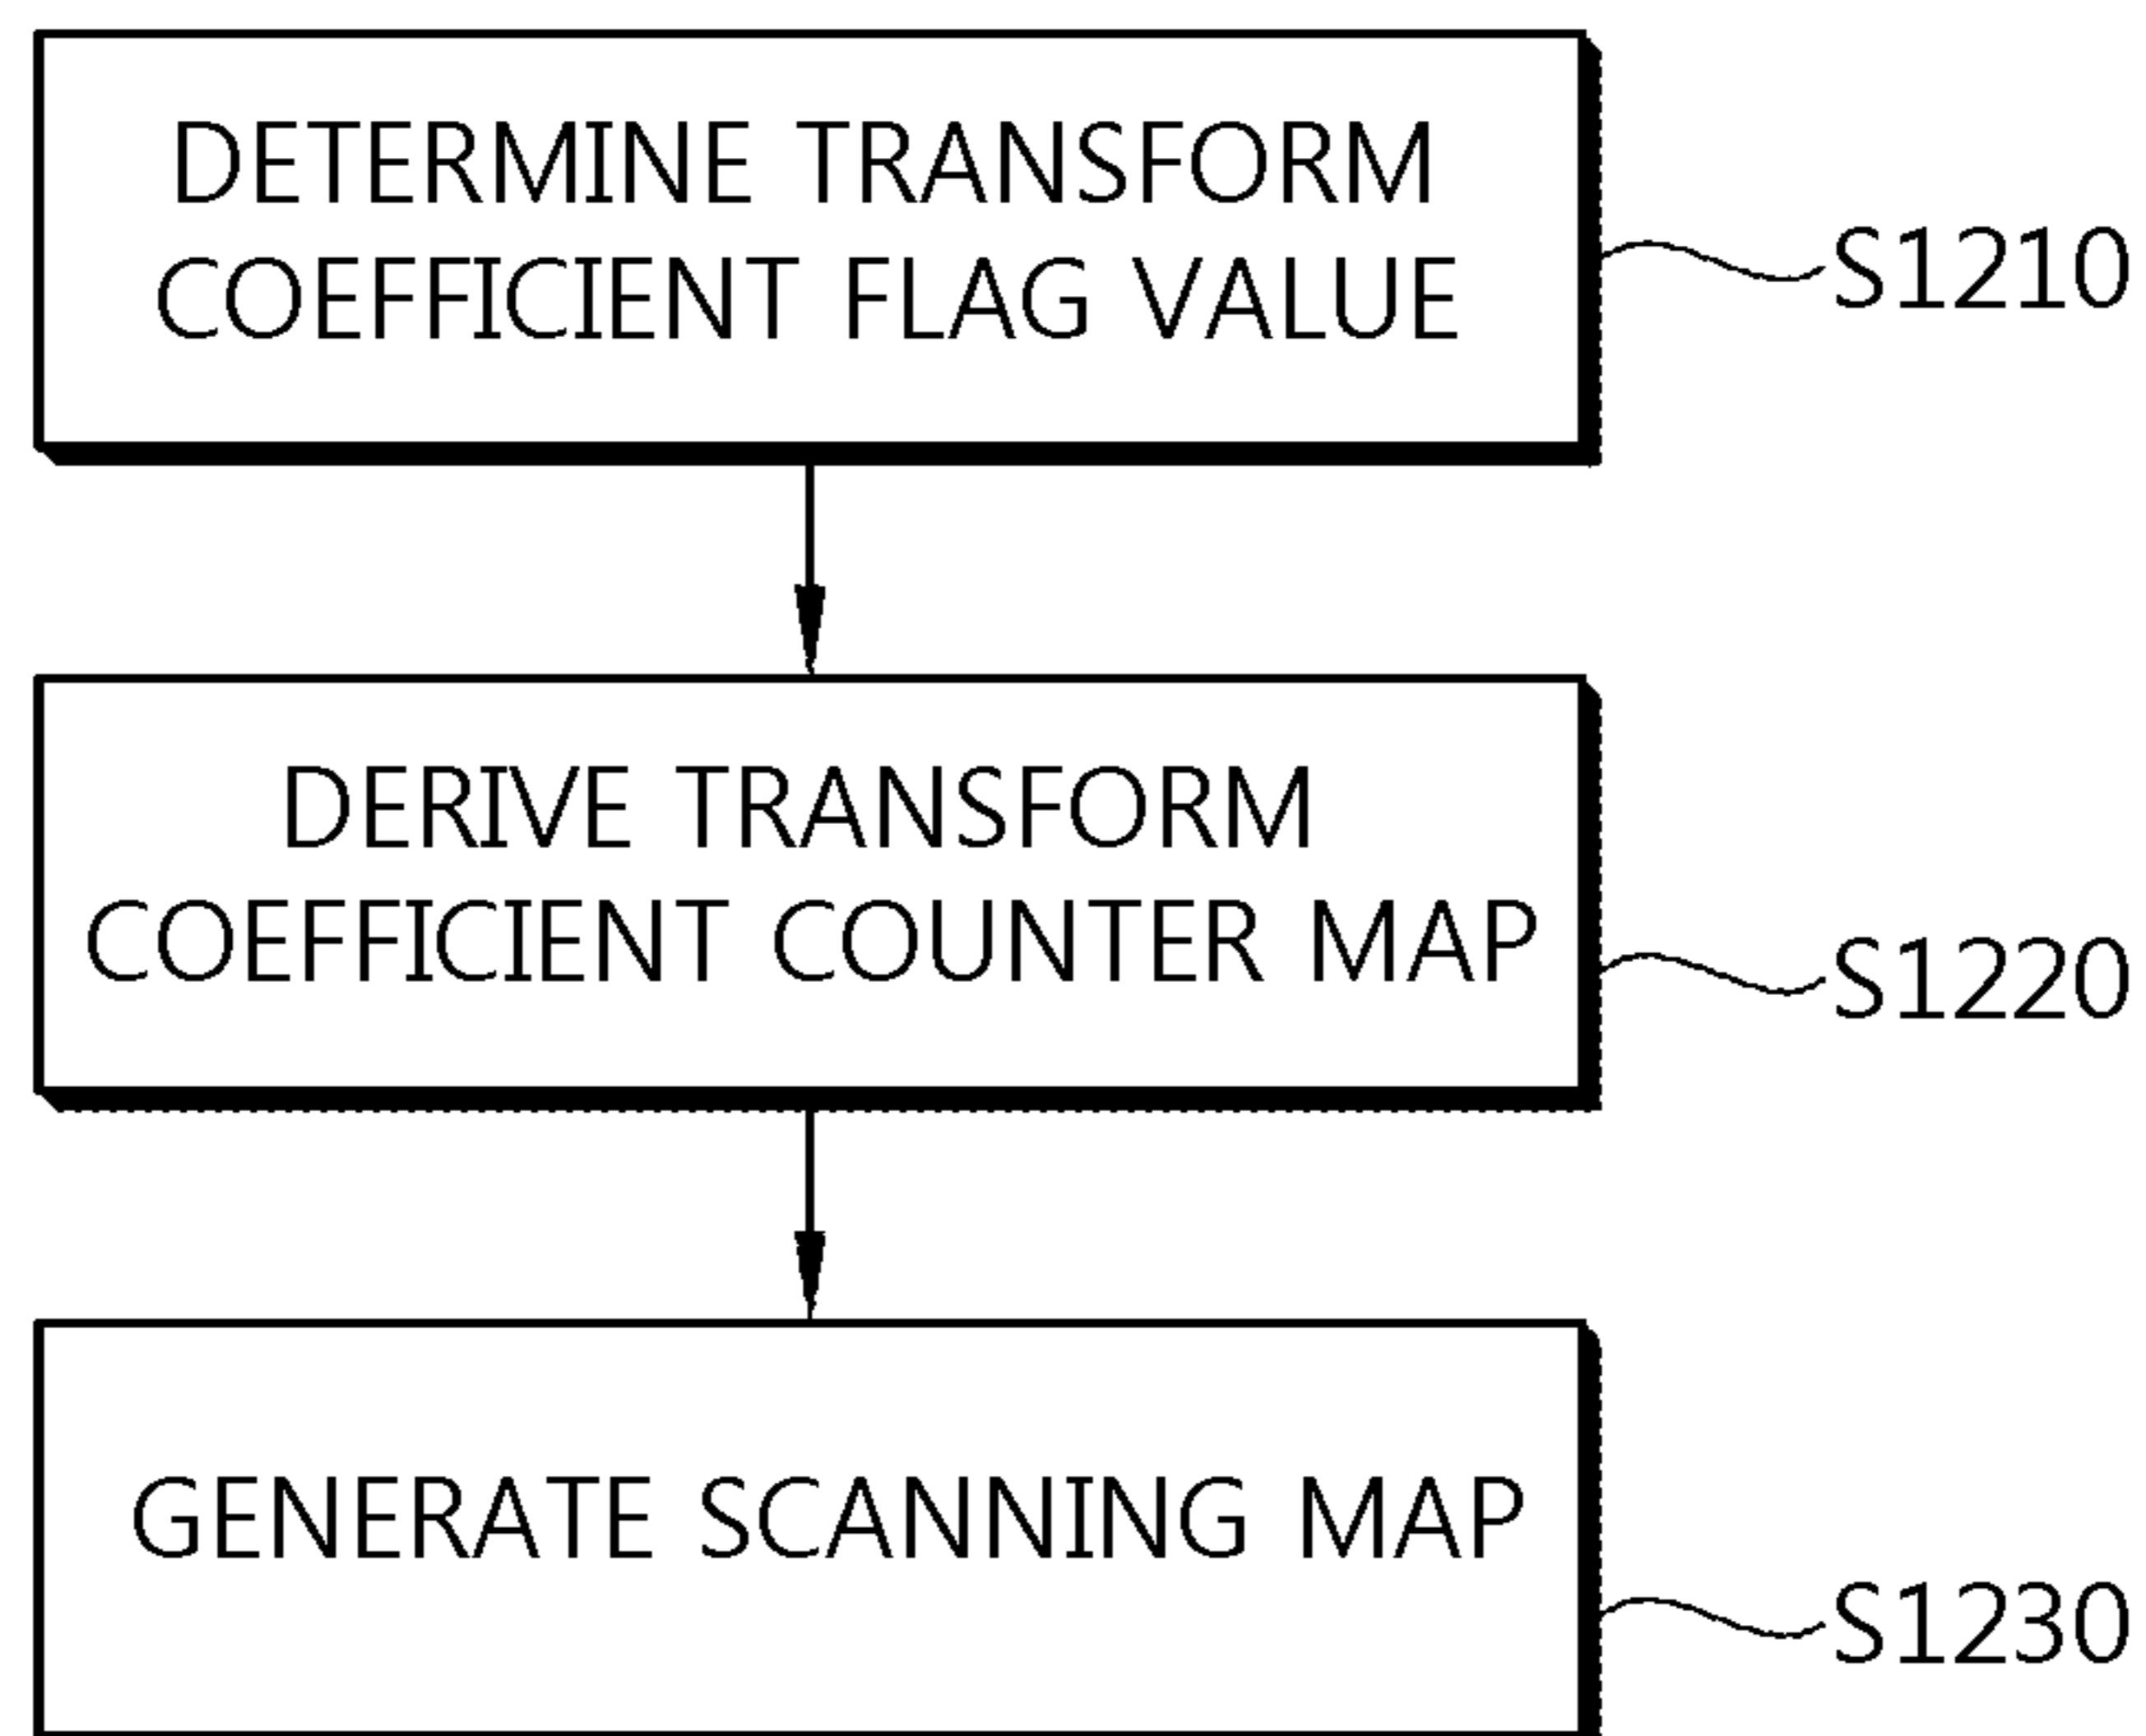 DETERMINE TRANSFORM
COEFFICIENT FLAG VALUE
S1210
DERIVE TRANSFORM
COEFFICIENT COUNTER MAP
S1220
GENERATE SCANNING MAP
S1230